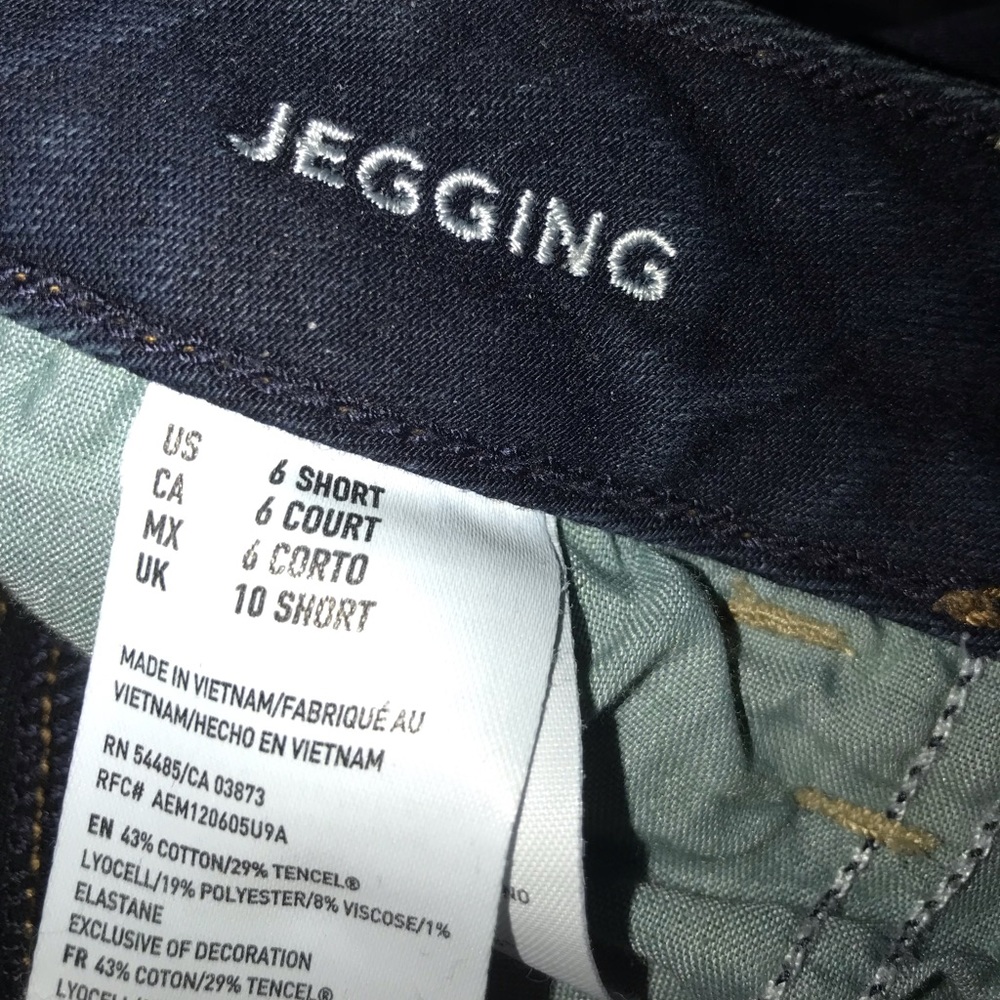 JEGGING
US 6 SHORT
CA 6 COURT
MX 6 CORTO
UK 10 SHORT
MADE IN VIETNAM/FABRIQUÉ AU
VIETNAM/HECHO EN VIETNAM
RN 54485/CA 03873
RFC# AEM120605U9A
EN 43% COTTON/29% TENCEL®
LYOCELL/19% POLYESTER/8% VISCOSE/1%
ELASTANE
EXCLUSIVE OF DECORATION
FR 43% COTON/29% TENCEL®
NO